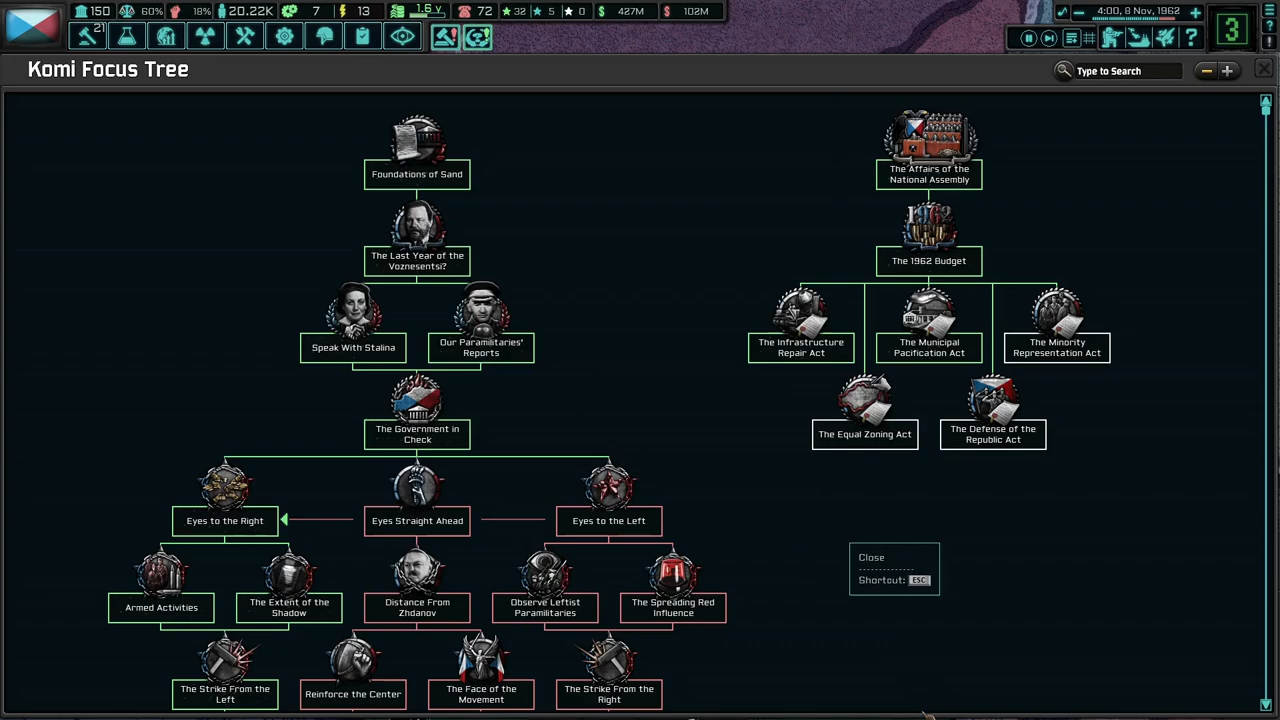 150 60% 18% 20.22K 7 13 1.6 v 72 32 5 0 427M 102M 4:00, 8 Nov, 1962
21 3
Komi Focus Tree
Type to Search
Foundations of Sand
The Affairs of the
National Assembly
The Last Year of the
Voznesentsi?
1962
The 1962 Budget
Speak With Stalina
Our Paramilitaries'
Reports
The Infrastructure
Repair Act
The Municipal
Pacification Act
The Minority
Representation Act
The Government in
Check
The Equal Zoning Act
The Defense of the
Republic Act
Eyes to the Right
Eyes Straight Ahead
Eyes to the Left
Armed Activities
The Extent of the
Shadow
Distance From
Zhdanov
Observe Leftist
Paramilitaries
The Spreading Red
Influence
Close
--------------
Shortcut: ESC
The Strike From the
Left
Reinforce the Center
The Face of the
Movement
The Strike From the
Right